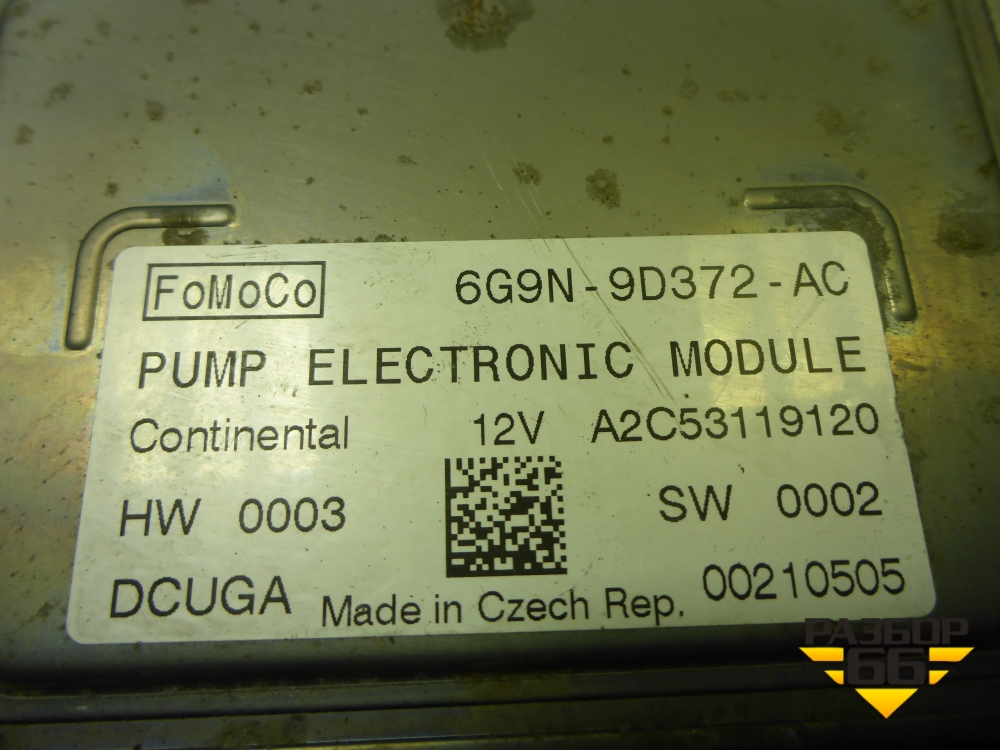 FoMoCo 6G9N-9D372-AC
PUMP ELECTRONIC MODULE
Continental 12V A2C53119120
HW 0003 SW 0002
DCUGA Made in Czech Rep. 00210505
РАЗБОР
66